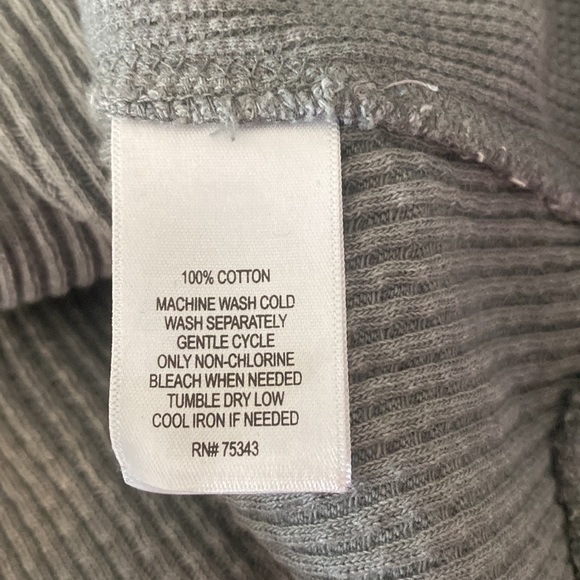 100% COTTON
MACHINE WASH COLD
WASH SEPARATELY
GENTLE CYCLE
ONLY NON-CHLORINE
BLEACH WHEN NEEDED
TUMBLE DRY LOW
COOL IRON IF NEEDED
RN# 75343